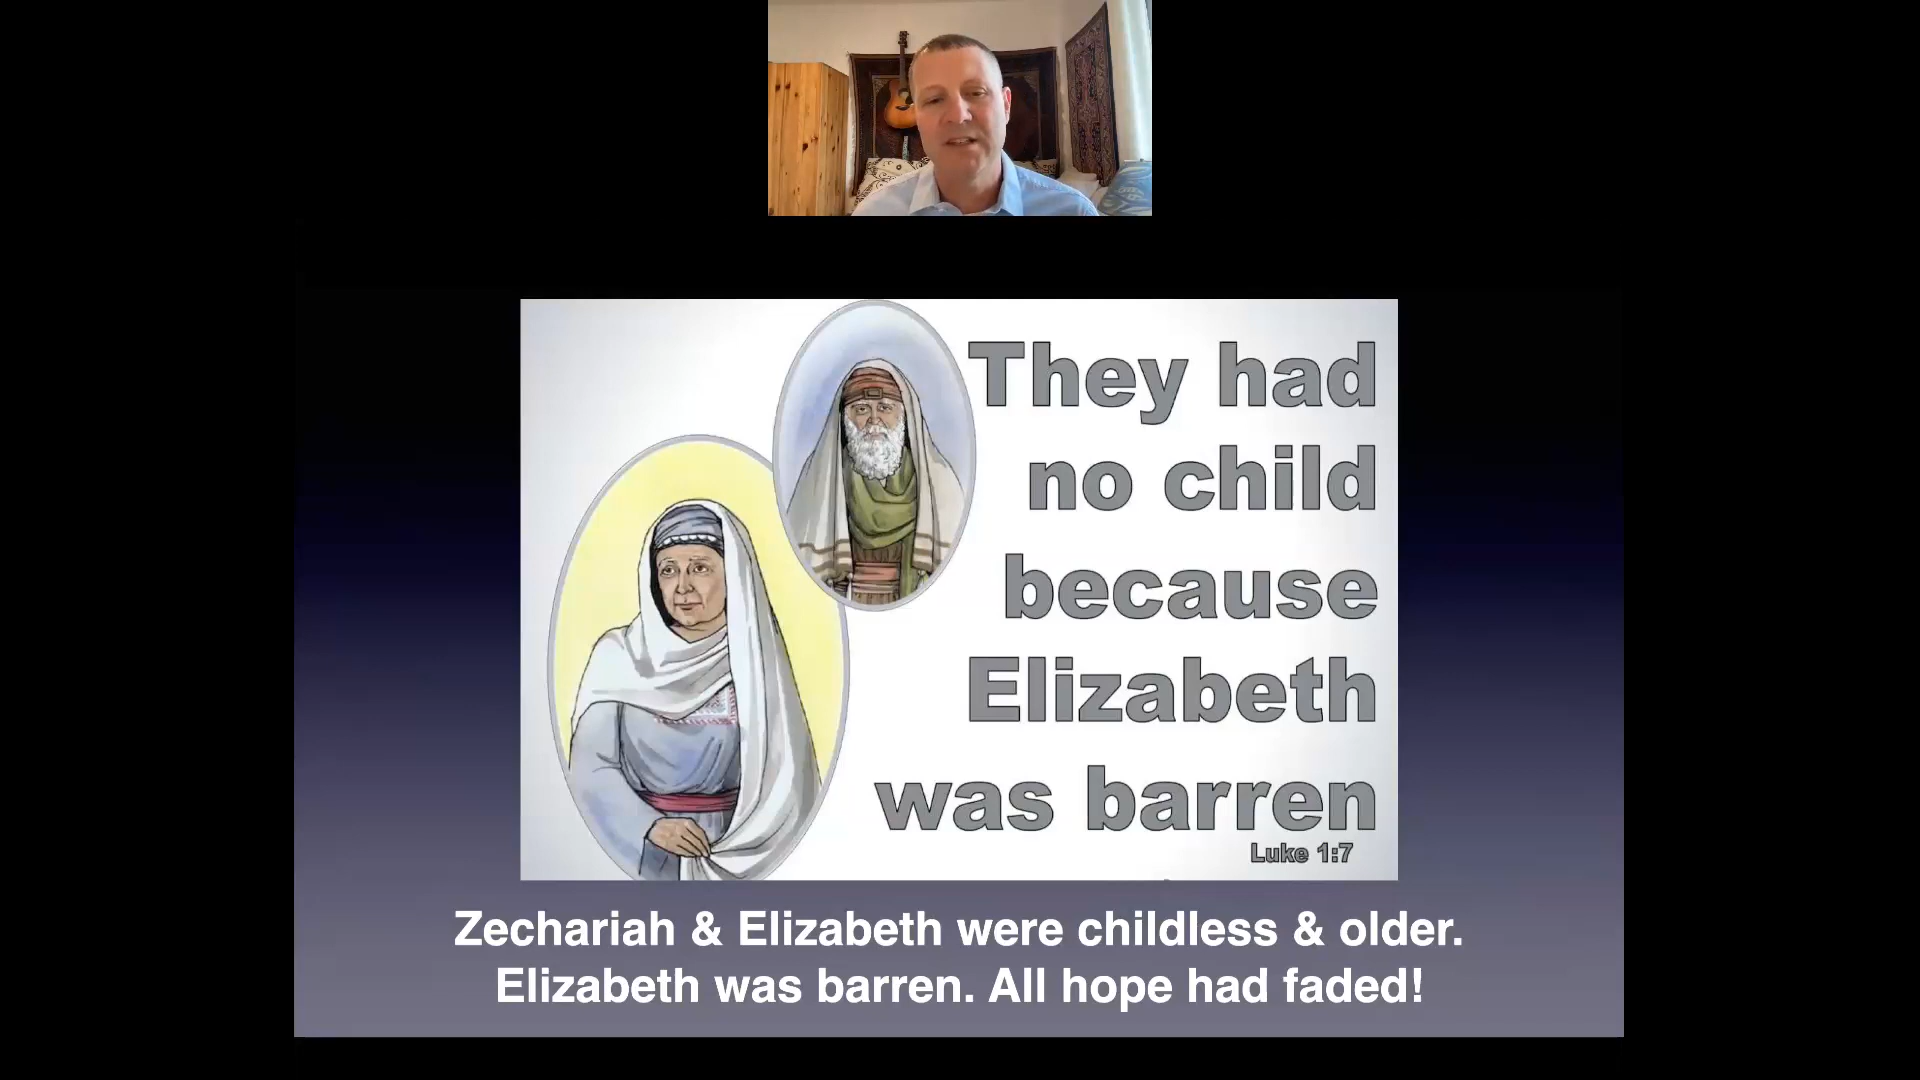 They had
no child
because
Elizabeth
was barren
Luke 1:7
Zechariah & Elizabeth were childless & older.
Elizabeth was barren. All hope had faded!